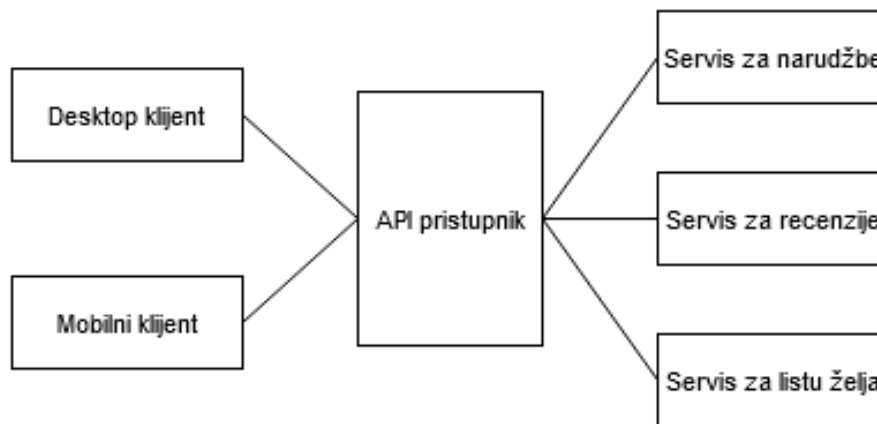 Desktop klijent
Mobilni klijent
API pristupnik
Servis za narudžbe
Servis za recenzije
Servis za listu želja